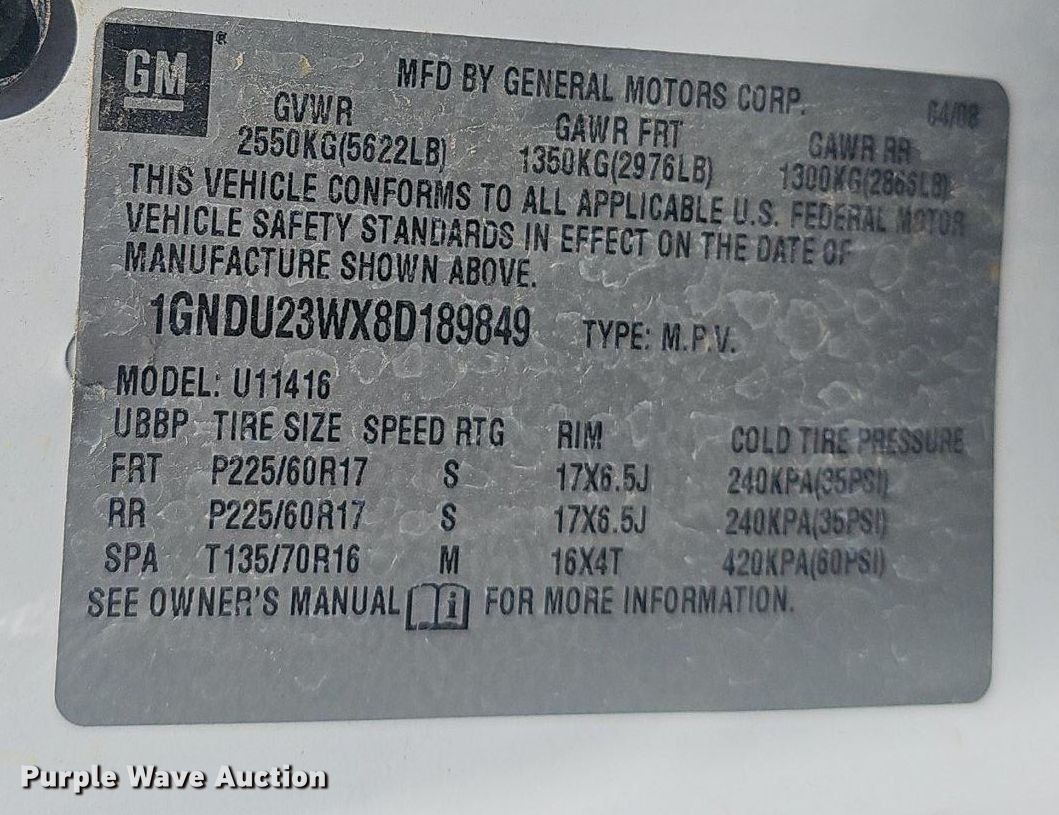 GM ®
MFD BY GENERAL MOTORS CORP. 04/08
GVWR GAWR FRT GAWR RR
2550KG(5622LB) 1350KG(2976LB) 1300KG(2866LB)
THIS VEHICLE CONFORMS TO ALL APPLICABLE U.S. FEDERAL MOTOR
VEHICLE SAFETY STANDARDS IN EFFECT ON THE DATE OF
MANUFACTURE SHOWN ABOVE.
1GNDU23WX8D189849 TYPE: M.P.V.
MODEL: U11416
UBBP TIRE SIZE SPEED RTG RIM COLD TIRE PRESSURE
FRT P225/60R17 S 17X6.5J 240KPA(35PSI)
RR P225/60R17 S 17X6.5J 240KPA(35PSI)
SPA T135/70R16 M 16X4T 420KPA(60PSI)
SEE OWNER'S MANUAL i FOR MORE INFORMATION.
Purple Wave Auction